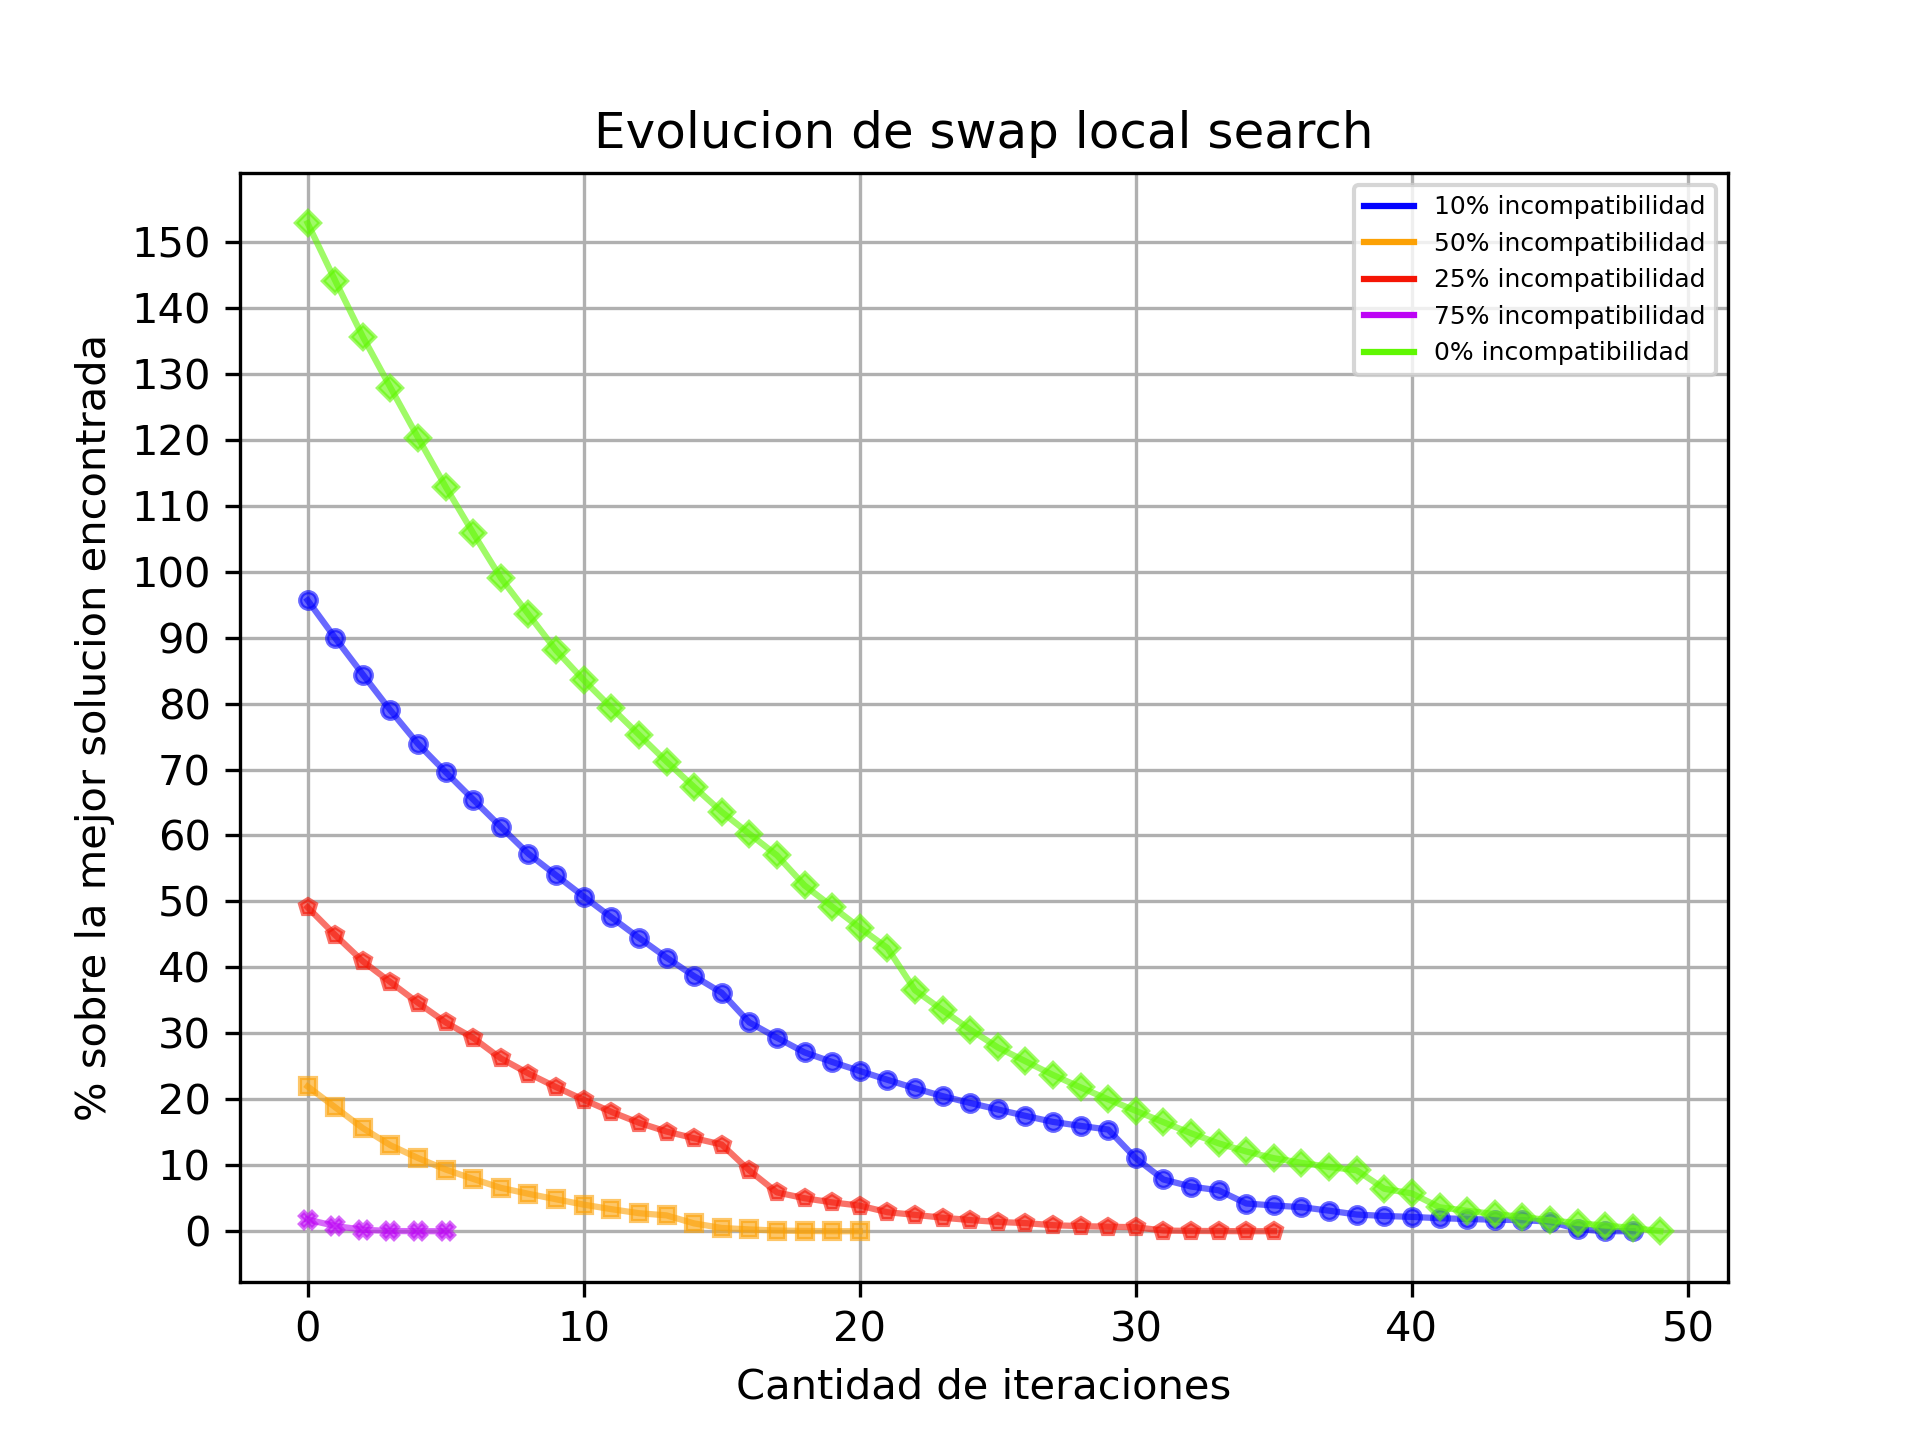 Evolucion de swap local search
10% incompatibilidad
50% incompatibilidad
25% incompatibilidad
75% incompatibilidad
0% incompatibilidad
% sobre la mejor solucion encontrada
150
140
130
120
110
100
90
80
70
60
50
40
30
20
10
0
0 10 20 30 40 50
Cantidad de iteraciones